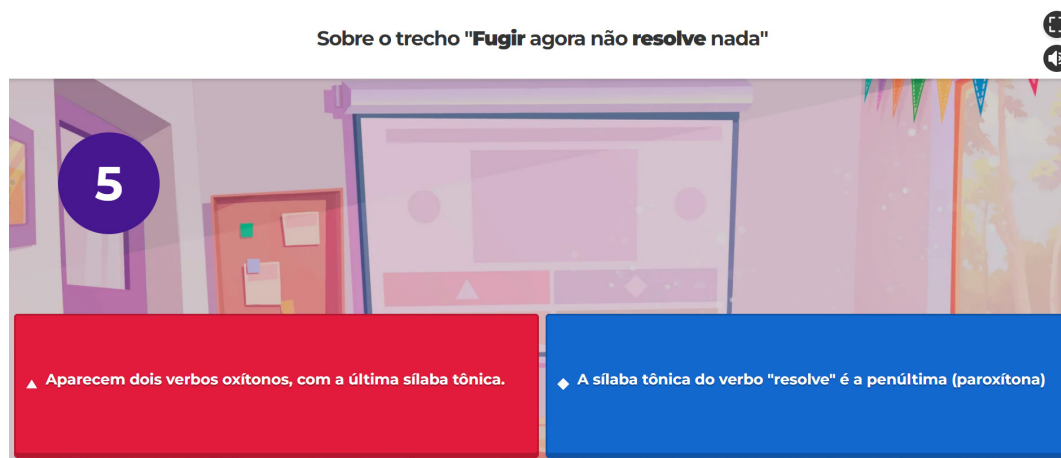 Sobre o trecho "Fugir agora não resolve nada"
5
Aparecem dois verbos oxítonos, com a última sílaba tônica.
A sílaba tônica do verbo "resolve" é a penúltima (paroxítona)